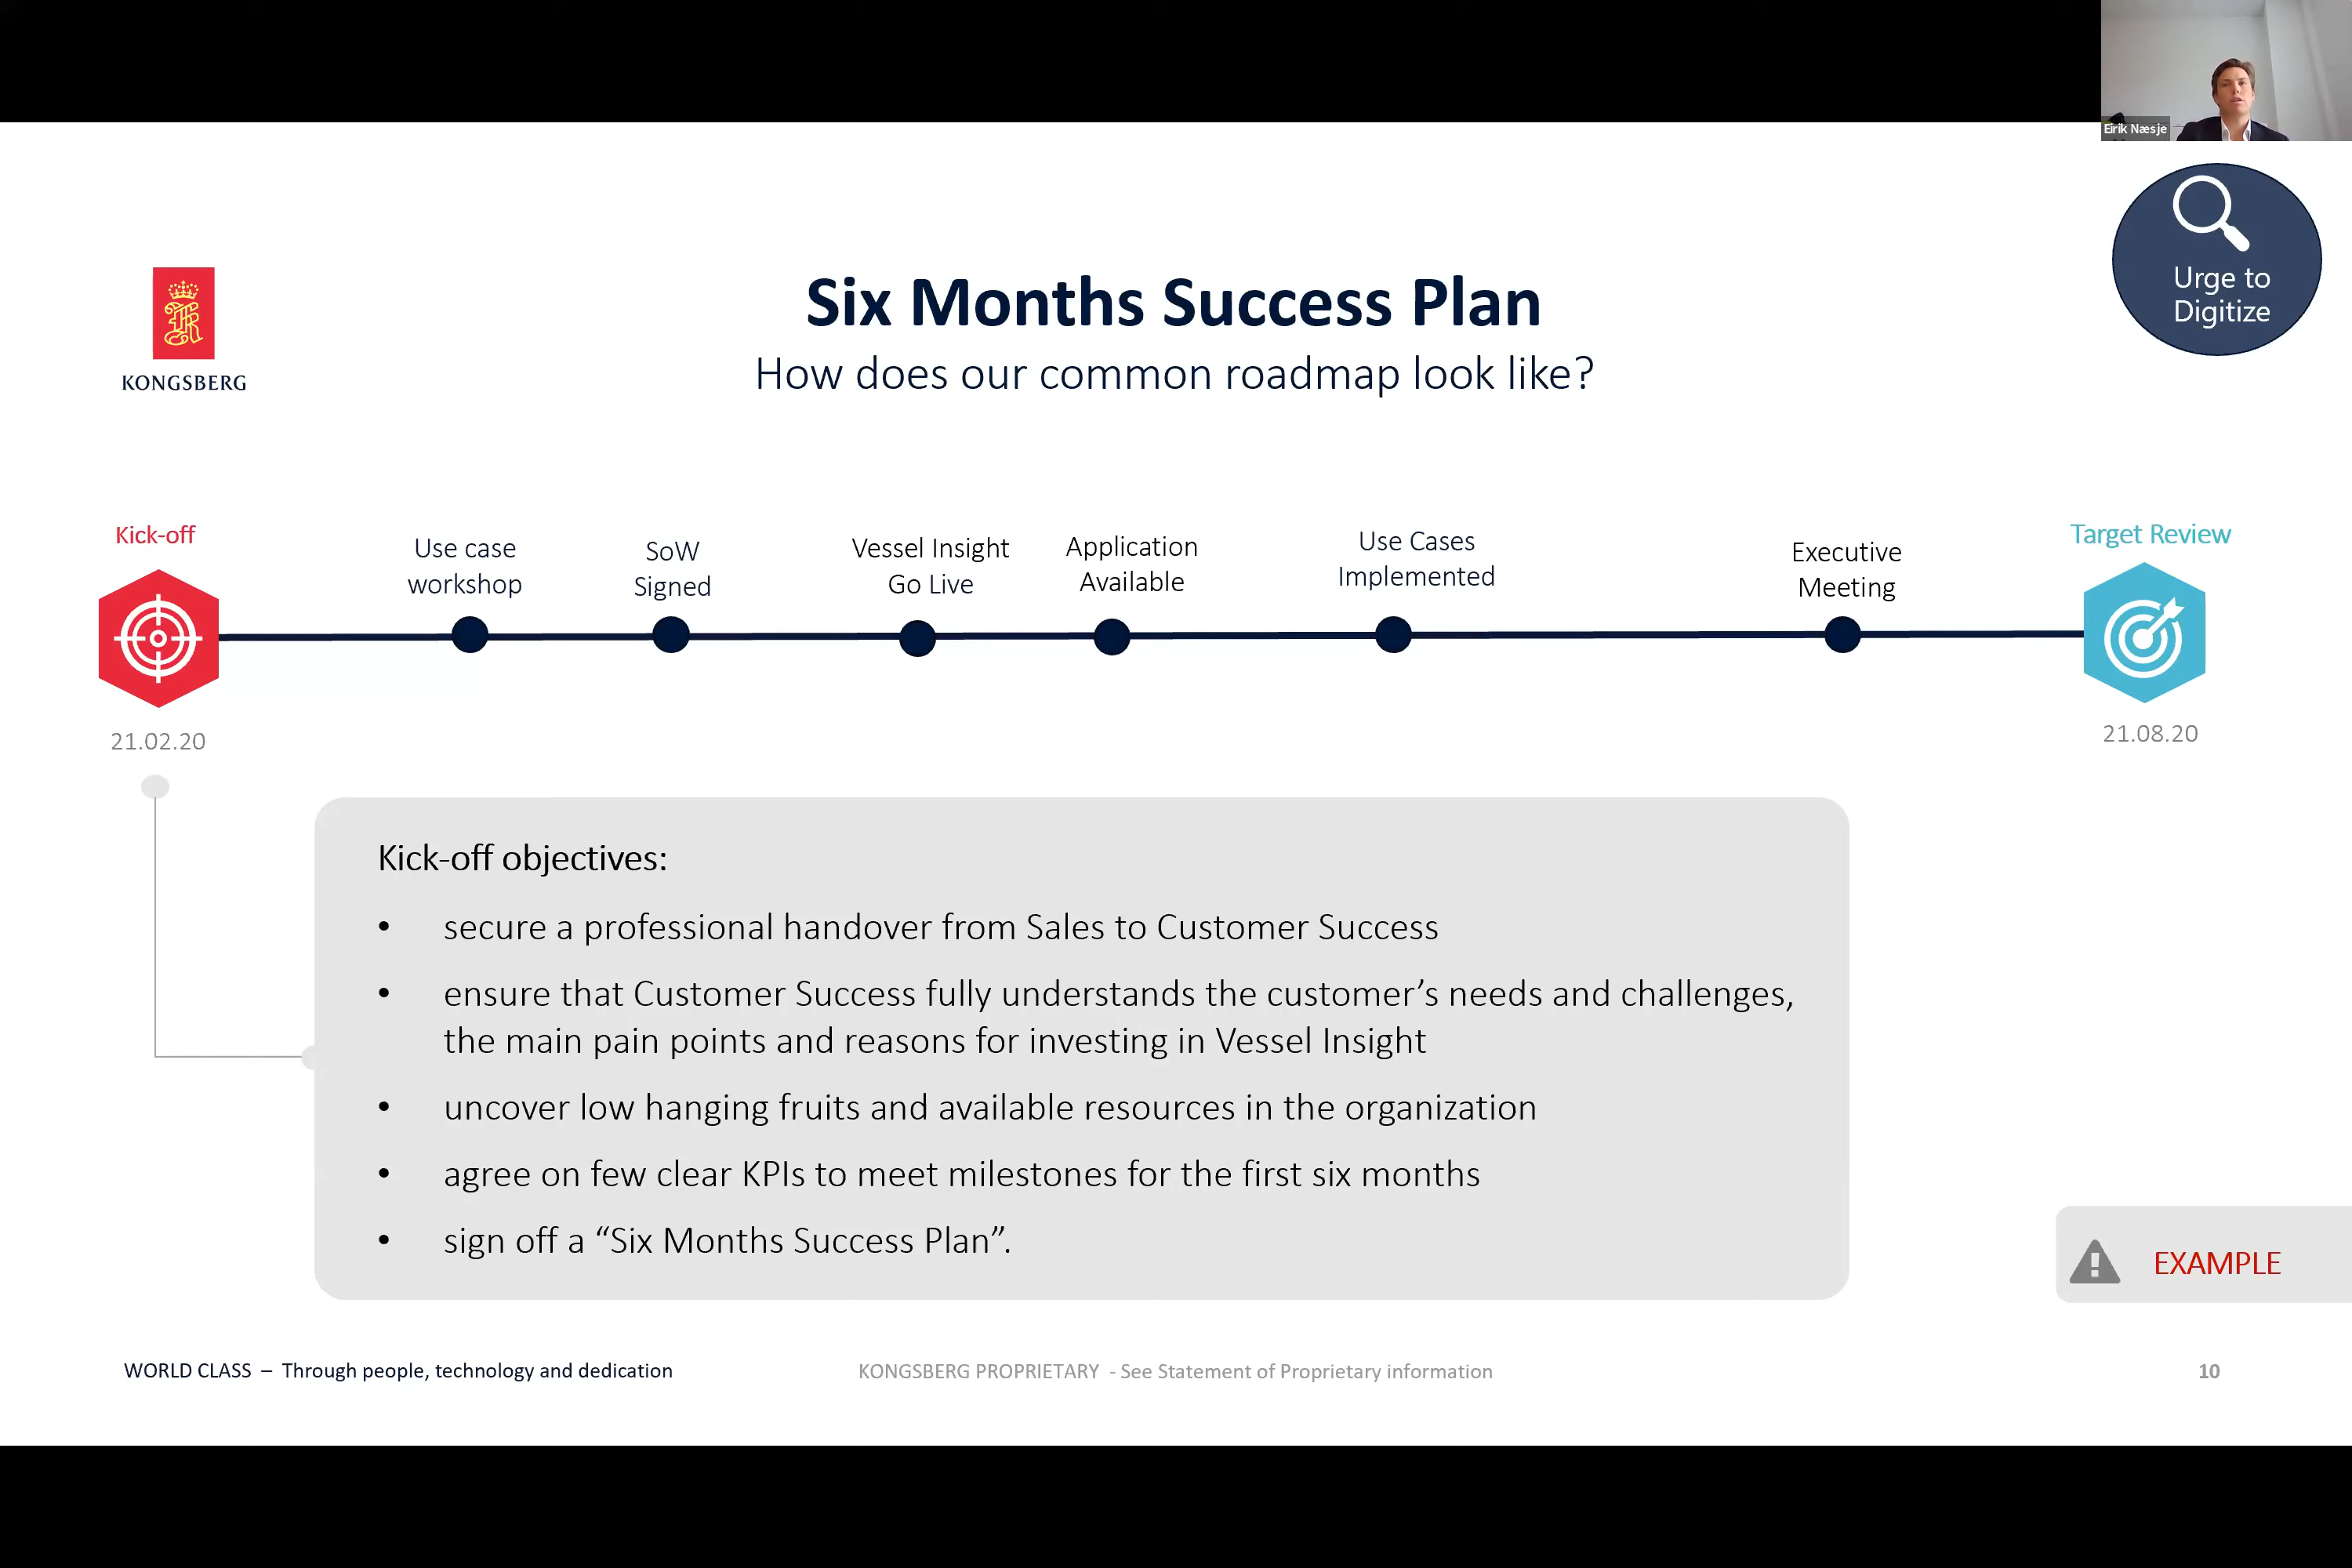 Eirik Næsje
Urge to
Digitize
KONGSBERG
Six Months Success Plan
How does our common roadmap look like?
Kick-off
Use case
workshop
SoW
Signed
Vessel Insight
Go Live
Application
Available
Use Cases
Implemented
Executive
Meeting
Target Review
21.02.20
21.08.20
Kick-off objectives:
• secure a professional handover from Sales to Customer Success
• ensure that Customer Success fully understands the customer’s needs and challenges,
the main pain points and reasons for investing in Vessel Insight
• uncover low hanging fruits and available resources in the organization
• agree on few clear KPIs to meet milestones for the first six months
• sign off a “Six Months Success Plan”.
EXAMPLE
WORLD CLASS – Through people, technology and dedication
KONGSBERG PROPRIETARY - See Statement of Proprietary information
10